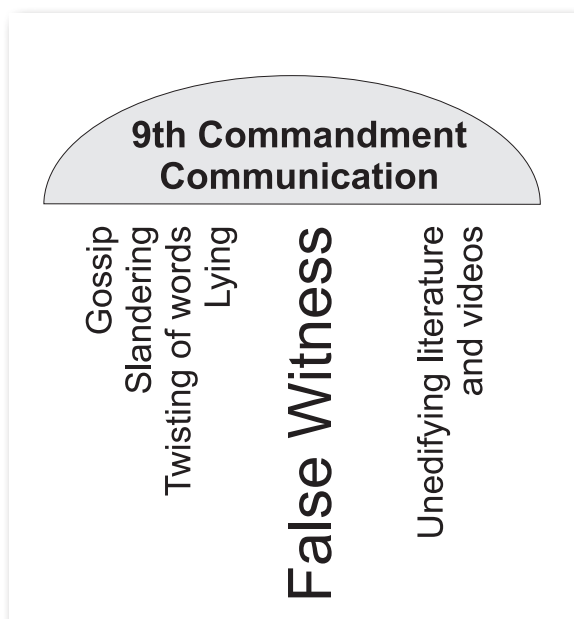 9th Commandment
Communication
Gossip
Slandering
Twisting of words
Lying
False Witness
Unedifying literature
and videos